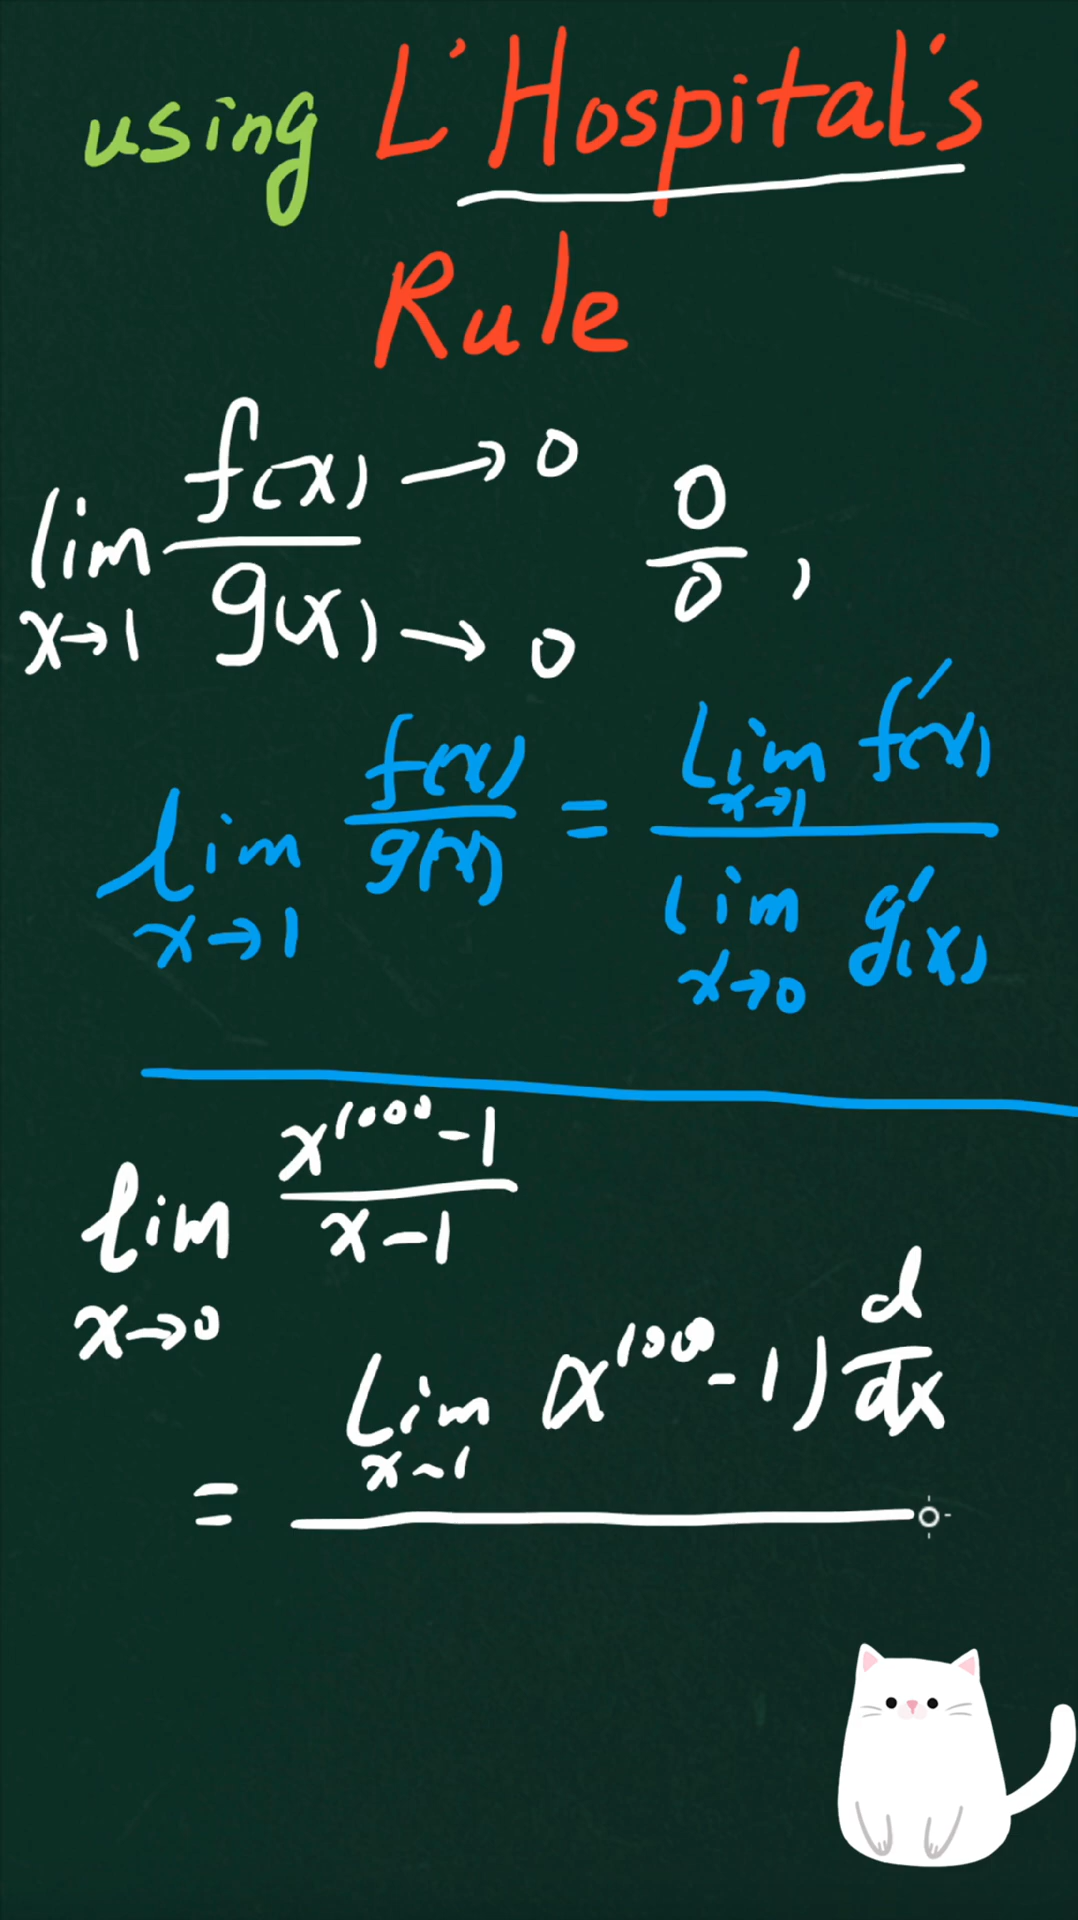 using L'Hospital's
Rule
lim x→1 f(x)/g(x) → 0 → 0 0/0 ,
lim x→1 f(x)/g(x) = lim x→1 f'(x) / lim x→0 g'(x)
lim x→0 x^1000 -1 / x-1
= lim x-1 (x^100 -1) d/dx